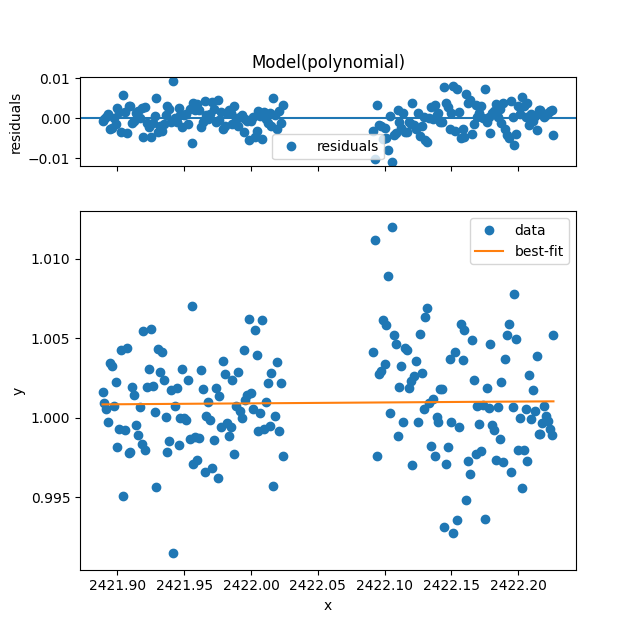 Model(polynomial)
0.01
0.00
−0.01
residuals
residuals
1.010
1.005
1.000
0.995
y
data
best-fit
2421.90 2421.95 2422.00 2422.05 2422.10 2422.15 2422.20
x